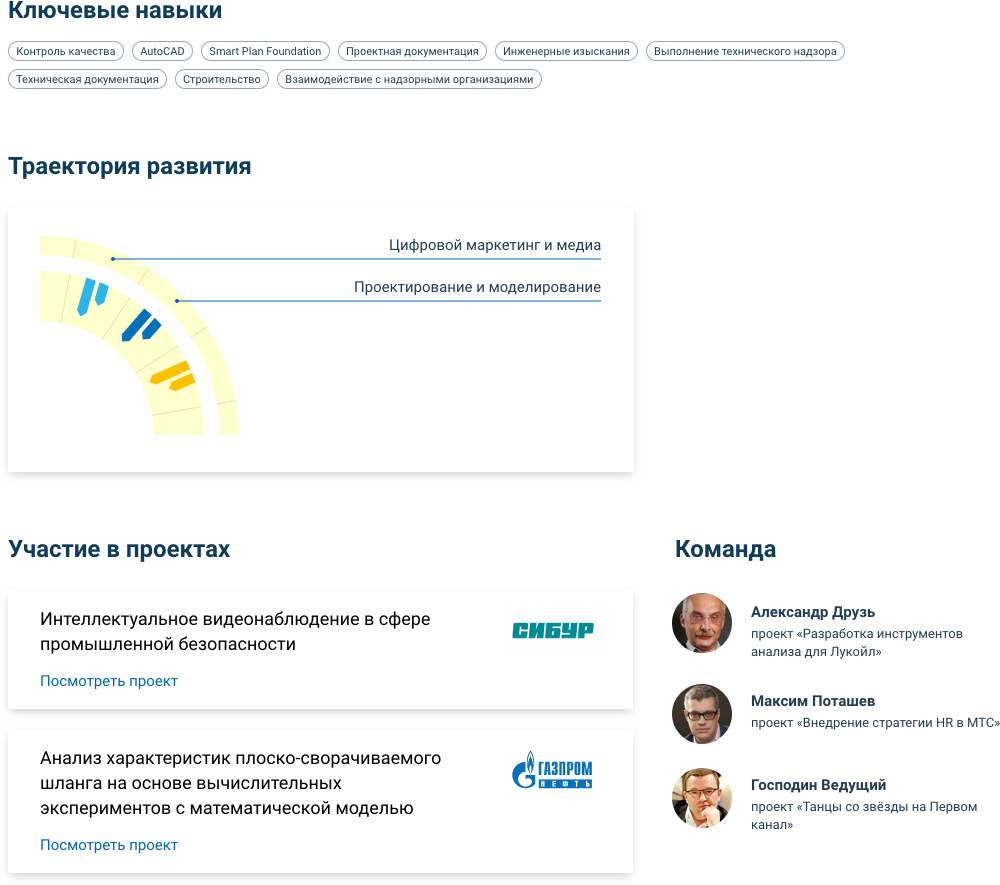 Ключевые навыки
Контроль качества
AutoCAD
Smart Plan Foundation
Проектная документация
Инженерные изыскания
Выполнение технического надзора
Техническая документация
Строительство
Взаимодействие с надзорными организациями
Траектория развития
Цифровой маркетинг и медиа
Проектирование и моделирование
Участие в проектах
Интеллектуальное видеонаблюдение в сфере
промышленной безопасности
СИБУР
Посмотреть проект
Анализ характеристик плоско-сворачиваемого
шланга на основе вычислительных
экспериментов с математической моделью
ГАЗПРОМ
НЕФТЬ
Посмотреть проект
Команда
Александр Друзь
проект «Разработка инструментов
анализа для Лукойл»
Максим Поташев
проект «Внедрение стратегии HR в МТС»
Господин Ведущий
проект «Танцы со звёзды на Первом
канал»